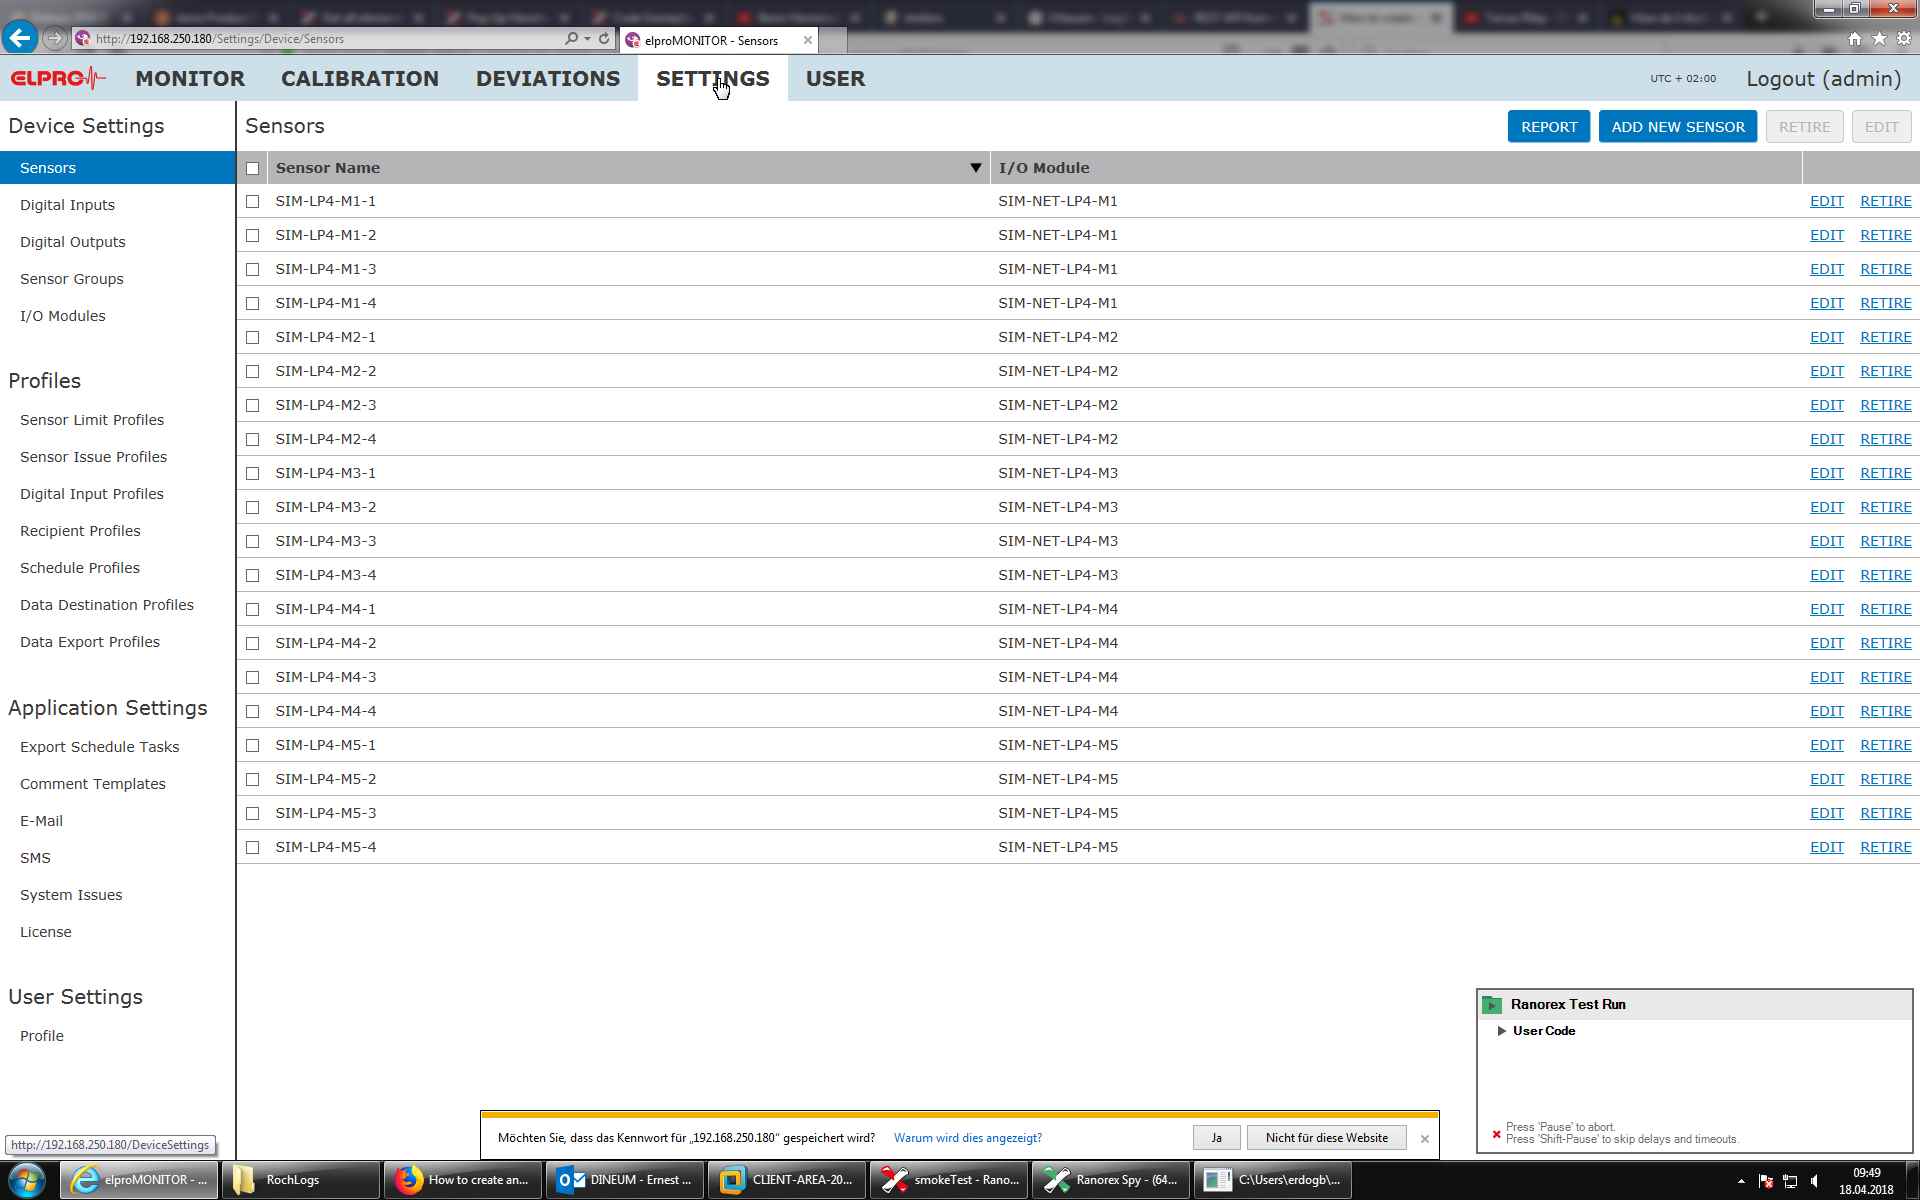 http://192.168.250.180/Settings/Device/Sensors
elproMONITOR - Sensors
ELPRO MONITOR CALIBRATION DEVIATIONS SETTINGS USER UTC + 02:00 Logout (admin)
Device Settings
Sensors
Digital Inputs
Digital Outputs
Sensor Groups
I/O Modules
Profiles
Sensor Limit Profiles
Sensor Issue Profiles
Digital Input Profiles
Recipient Profiles
Schedule Profiles
Data Destination Profiles
Data Export Profiles
Application Settings
Export Schedule Tasks
Comment Templates
E-Mail
SMS
System Issues
License
User Settings
Profile
http://192.168.250.180/DeviceSettings
Sensors REPORT ADD NEW SENSOR RETIRE EDIT
Sensor Name I/O Module
SIM-LP4-M1-1 SIM-NET-LP4-M1 EDIT RETIRE
SIM-LP4-M1-2 SIM-NET-LP4-M1 EDIT RETIRE
SIM-LP4-M1-3 SIM-NET-LP4-M1 EDIT RETIRE
SIM-LP4-M1-4 SIM-NET-LP4-M1 EDIT RETIRE
SIM-LP4-M2-1 SIM-NET-LP4-M2 EDIT RETIRE
SIM-LP4-M2-2 SIM-NET-LP4-M2 EDIT RETIRE
SIM-LP4-M2-3 SIM-NET-LP4-M2 EDIT RETIRE
SIM-LP4-M2-4 SIM-NET-LP4-M2 EDIT RETIRE
SIM-LP4-M3-1 SIM-NET-LP4-M3 EDIT RETIRE
SIM-LP4-M3-2 SIM-NET-LP4-M3 EDIT RETIRE
SIM-LP4-M3-3 SIM-NET-LP4-M3 EDIT RETIRE
SIM-LP4-M3-4 SIM-NET-LP4-M3 EDIT RETIRE
SIM-LP4-M4-1 SIM-NET-LP4-M4 EDIT RETIRE
SIM-LP4-M4-2 SIM-NET-LP4-M4 EDIT RETIRE
SIM-LP4-M4-3 SIM-NET-LP4-M4 EDIT RETIRE
SIM-LP4-M4-4 SIM-NET-LP4-M4 EDIT RETIRE
SIM-LP4-M5-1 SIM-NET-LP4-M5 EDIT RETIRE
SIM-LP4-M5-2 SIM-NET-LP4-M5 EDIT RETIRE
SIM-LP4-M5-3 SIM-NET-LP4-M5 EDIT RETIRE
SIM-LP4-M5-4 SIM-NET-LP4-M5 EDIT RETIRE
Ranorex Test Run
User Code
Press 'Pause' to abort.
Press 'Shift-Pause' to skip delays and timeouts.
Möchten Sie, dass das Kennwort für „192.168.250.180“ gespeichert wird? Warum wird dies angezeigt? Ja Nicht für diese Website
elproMONITOR - ... RochLogs How to create an... DINEUM - Ernest ... CLIENT-AREA-20... smokeTest - Rano... Ranorex Spy - (64... C:\Users\erdogb\...
09:49
18.04.2018